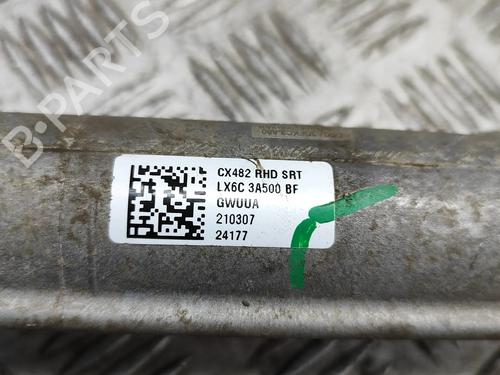 CX482 RHD SRT
LX6C 3A500 BF
GWUUA
210307
24177
B-PARTS